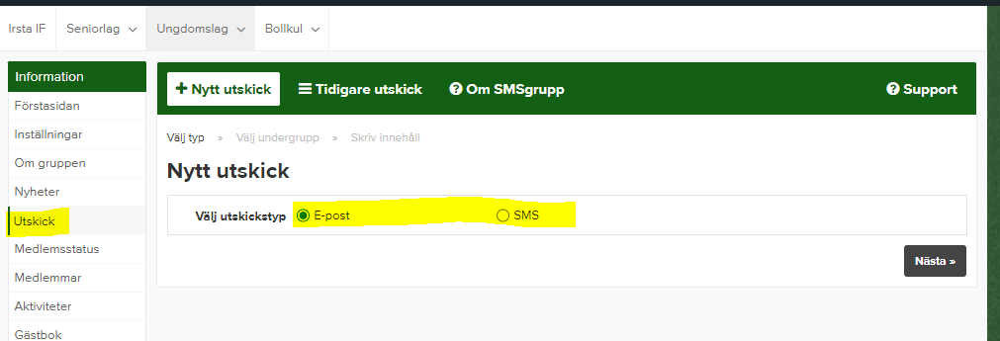 Irsta IF Seniorlag Ungdomslag Bollkul
Information
Förstasidan
Inställningar
Om gruppen
Nyheter
Utskick
Medlemsstatus
Medlemmar
Aktiviteter
Gästbok
Nytt utskick Tidigare utskick Om SMSgrupp Support
Välj typ » Välj undergrupp » Skriv innehåll
Nytt utskick
Välj utskickstyp E-post SMS
Nästa »